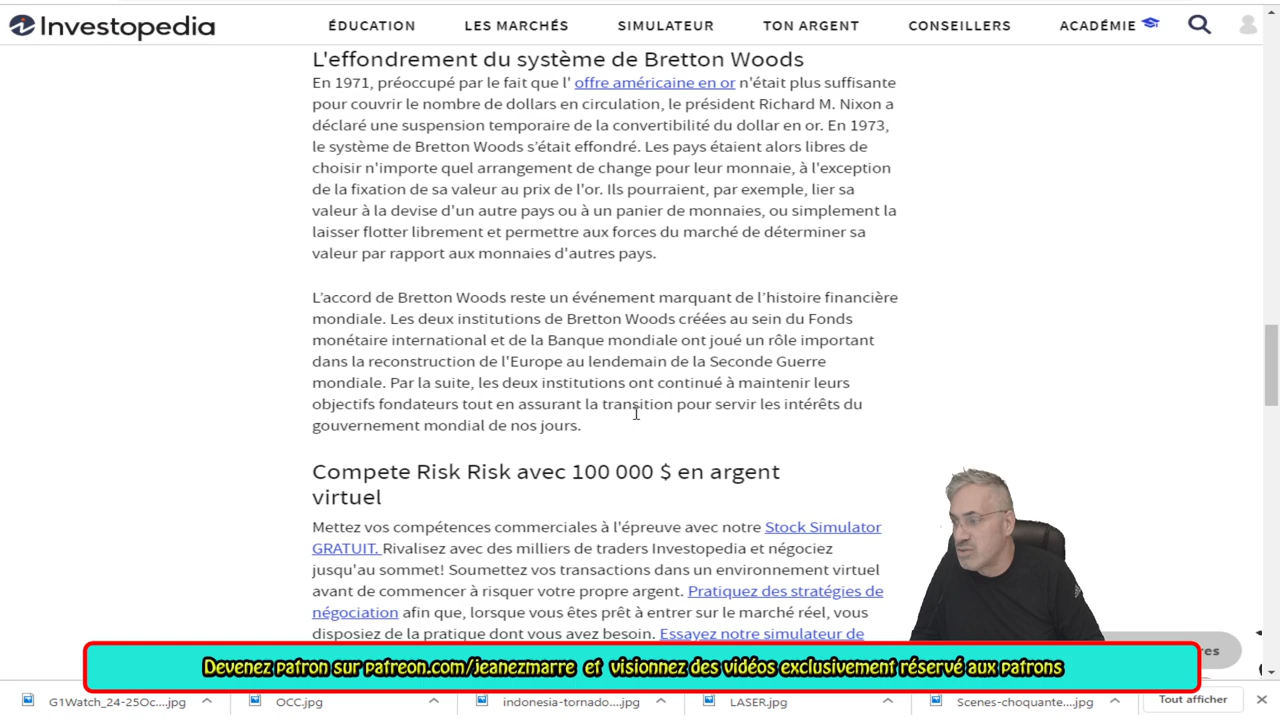 Investopedia
ÉDUCATION LES MARCHÉS SIMULATEUR TON ARGENT CONSEILLERS ACADÉMIE
L'effondrement du système de Bretton Woods
En 1971, préoccupé par le fait que l' offre américaine en or n'était plus suffisante
pour couvrir le nombre de dollars en circulation, le président Richard M. Nixon a
déclaré une suspension temporaire de la convertibilité du dollar en or. En 1973,
le système de Bretton Woods s'était effondré. Les pays étaient alors libres de
choisir n'importe quel arrangement de change pour leur monnaie, à l'exception
de la fixation de sa valeur au prix de l'or. Ils pourraient, par exemple, lier sa
valeur à la devise d'un autre pays ou à un panier de monnaies, ou simplement la
laisser flotter librement et permettre aux forces du marché de déterminer sa
valeur par rapport aux monnaies d'autres pays.
L'accord de Bretton Woods reste un événement marquant de l'histoire financière
mondiale. Les deux institutions de Bretton Woods créées au sein du Fonds
monétaire international et de la Banque mondiale ont joué un rôle important
dans la reconstruction de l'Europe au lendemain de la Seconde Guerre
mondiale. Par la suite, les deux institutions ont continué à maintenir leurs
objectifs fondateurs tout en assurant la transition pour servir les intérêts du
gouvernement mondial de nos jours.
Compete Risk Risk avec 100 000 $ en argent
virtuel
Mettez vos compétences commerciales à l'épreuve avec notre Stock Simulator
GRATUIT. Rivalisez avec des milliers de traders Investopedia et négociez
jusqu'au sommet! Soumettez vos transactions dans un environnement virtuel
avant de commencer à risquer votre propre argent. Pratiquez des stratégies de
négociation afin que, lorsque vous êtes prêt à entrer sur le marché réel, vous
disposiez de la pratique dont vous avez besoin. Essayez notre simulateur de
res
Devenez patron sur patreon.com/jeanezmarre et visionnez des vidéos exclusivement réservé aux patrons
G1Watch_24-25Oc....jpg OCC.jpg indonesia-tornado....jpg LASER.jpg Scenes-choquante....jpg Tout afficher